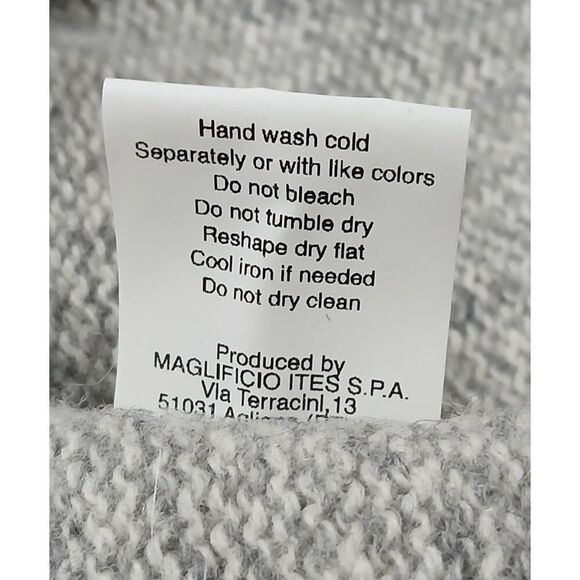 Hand wash cold
Separately or with like colors
Do not bleach
Do not tumble dry
Reshape dry flat
Cool iron if needed
Do not dry clean
Produced by
MAGLIFICIO ITES S.P.A.
Via Terracini, 13
51031